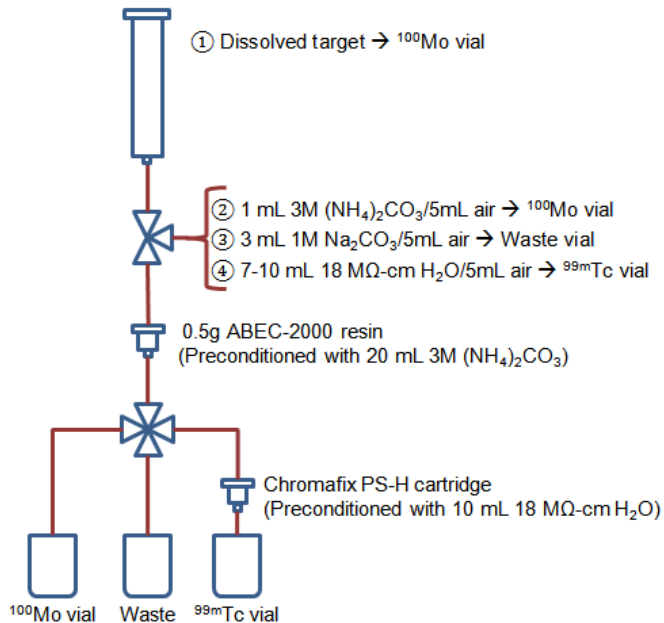 ① Dissolved target → ¹⁰⁰Mo vial
② 1 mL 3M (NH₄)₂CO₃/5mL air → ¹⁰⁰Mo vial
③ 3 mL 1M Na₂CO₃/5mL air → Waste vial
④ 7-10 mL 18 MΩ-cm H₂O/5mL air → ⁹⁹ᵐTc vial
0.5g ABEC-2000 resin
(Preconditioned with 20 mL 3M (NH₄)₂CO₃)
Chromafix PS-H cartridge
(Preconditioned with 10 mL 18 MΩ-cm H₂O)
¹⁰⁰Mo vial Waste ⁹⁹ᵐTc vial